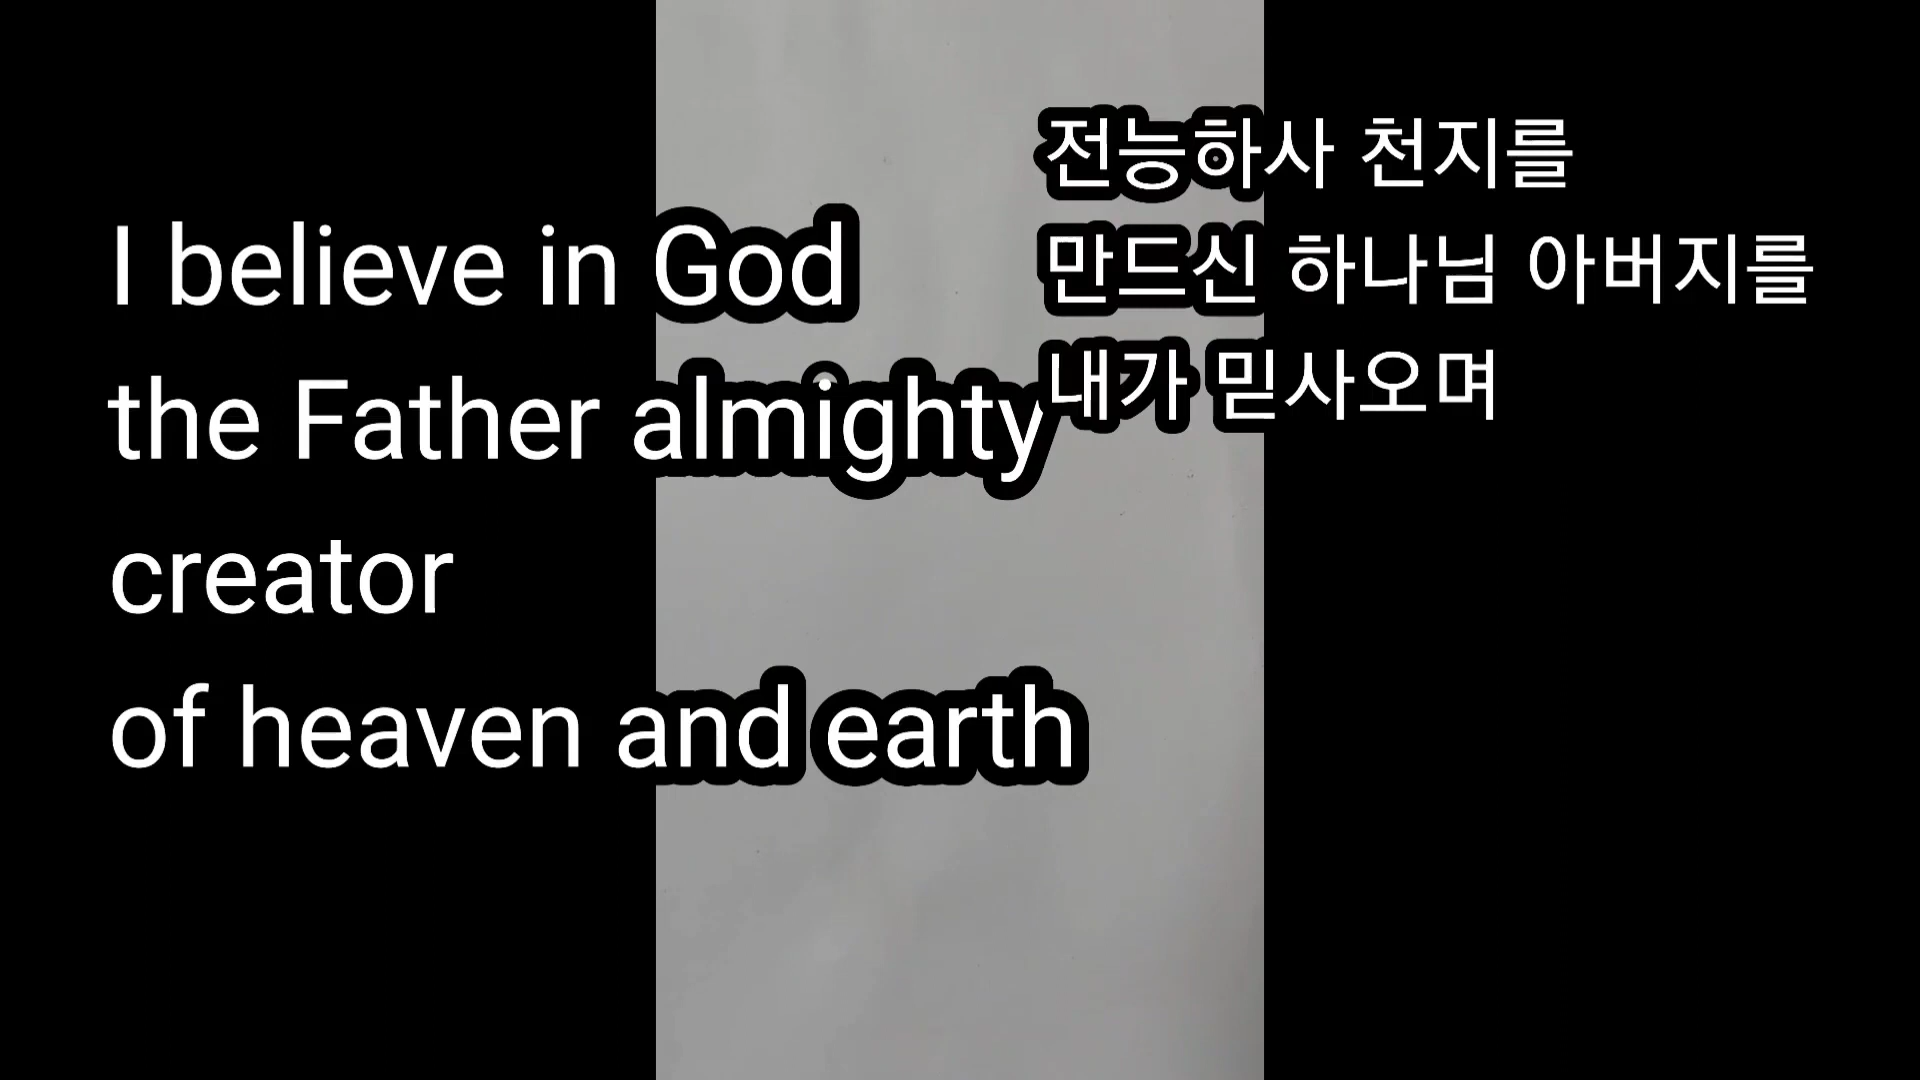 I believe in God
the Father almighty
creator
of heaven and earth
전능하사 천지를
만드신 하나님 아버지를
내가 믿사오며